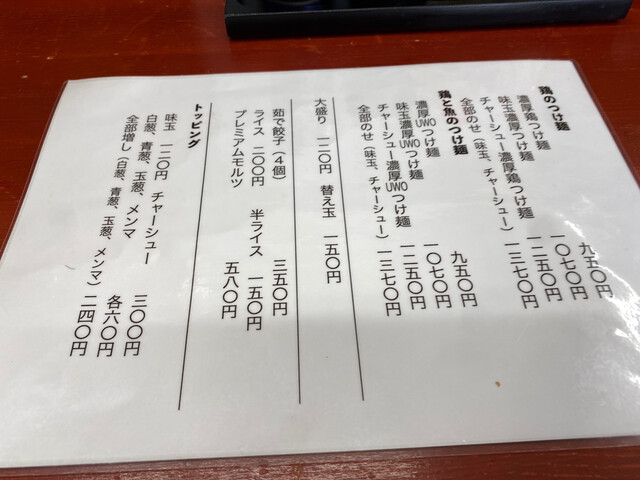 鶏のつけ麺
濃厚鶏つけ麺 九五〇円
味玉濃厚鶏つけ麺 一〇七〇円
チャーシュー濃厚鶏つけ麺 一二五〇円
全部のせ（味玉、チャーシュー） 一三七〇円
鶏と魚のつけ麺
濃厚UWOつけ麺 九五〇円
味玉濃厚UWOつけ麺 一〇七〇円
チャーシュー濃厚UWOつけ麺 一二五〇円
全部のせ（味玉、チャーシュー） 一三七〇円
大盛り 一二〇円 替え玉 一五〇円
茹で餃子（4個） 三五〇円
ライス 二〇〇円 半ライス 一五〇円
プレミアムモルツ 五八〇円
トッピング
味玉 一二〇円 チャーシュー 三〇〇円
白葱、青葱、玉葱、メンマ 各六〇円
全部増し（白葱、青葱、玉葱、メンマ） 二四〇円